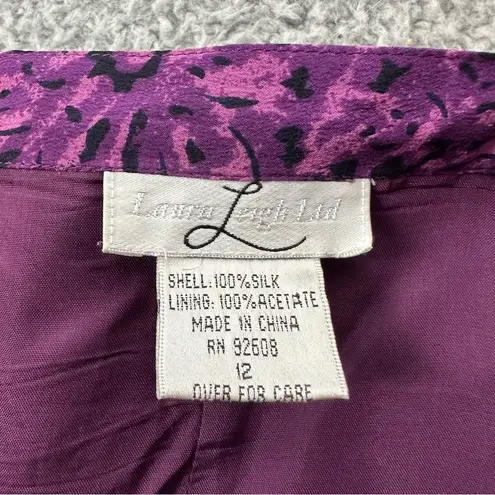 Laura Leigh Ltd
L
SHELL:100%SILK
LINING: 100%ACETATE
MADE IN CHINA
RN 92608
12
OVER FOR CARE